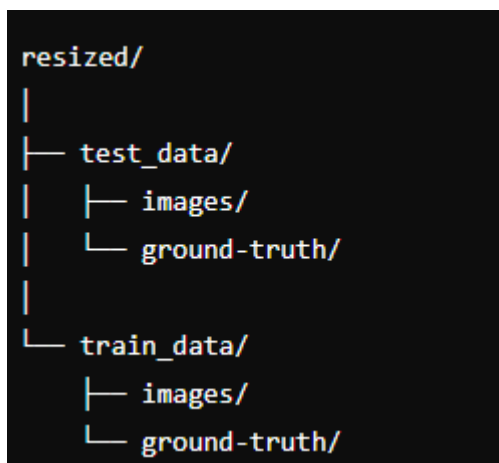 resized/
│
├── test_data/
│   ├── images/
│   └── ground-truth/
│
└── train_data/
    ├── images/
    └── ground-truth/